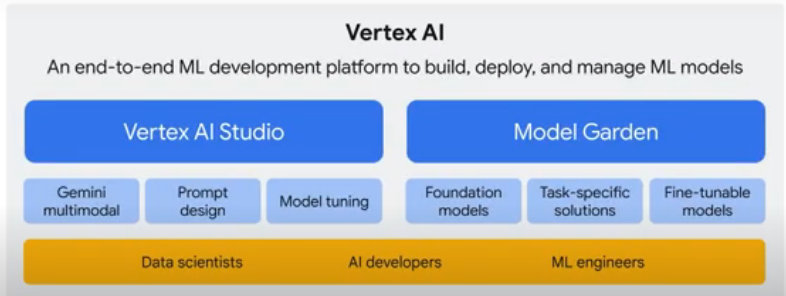 Vertex AI
An end-to-end ML development platform to build, deploy, and manage ML models
Vertex AI Studio
Model Garden
Gemini
multimodal
Prompt
design
Model tuning
Foundation
models
Task-specific
solutions
Fine-tunable
models
Data scientists
AI developers
ML engineers